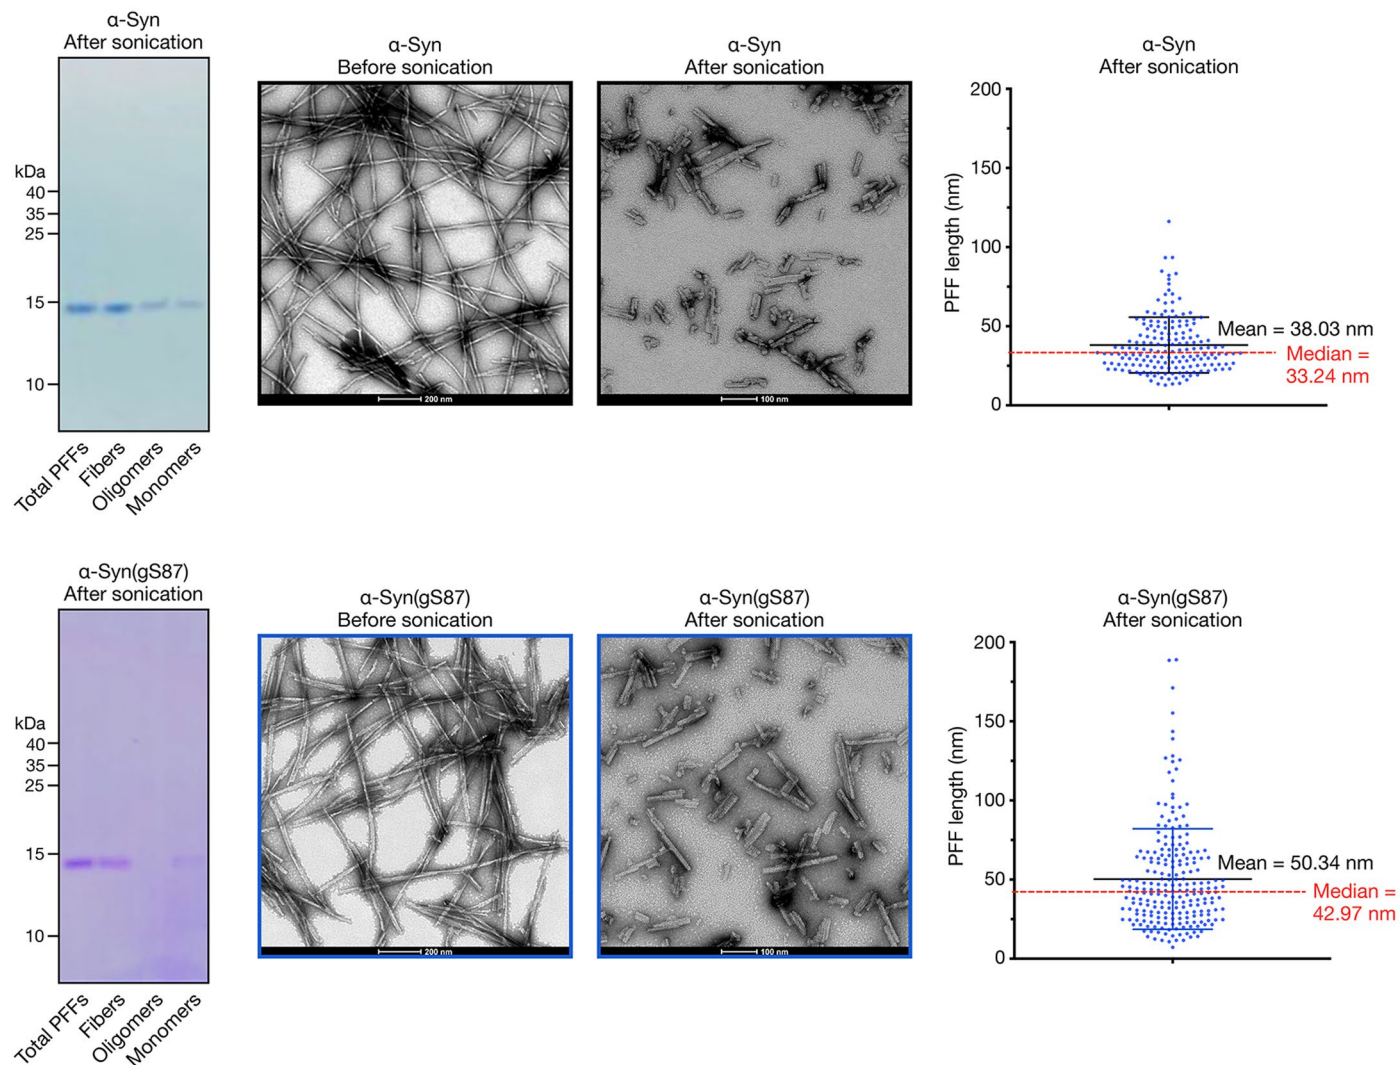 α-Syn
After sonication
kDa
40
35
25
15
10
Total PFFs
Fibers
Oligomers
Monomers
α-Syn
Before sonication
200 nm
α-Syn
After sonication
100 nm
α-Syn
After sonication
PFF length (nm)
200
150
100
50
0
Mean = 38.03 nm
Median =
33.24 nm
α-Syn(gS87)
After sonication
kDa
40
35
25
15
10
Total PFFs
Fibers
Oligomers
Monomers
α-Syn(gS87)
Before sonication
200 nm
α-Syn(gS87)
After sonication
100 nm
α-Syn(gS87)
After sonication
PFF length (nm)
200
150
100
50
0
Mean = 50.34 nm
Median =
42.97 nm